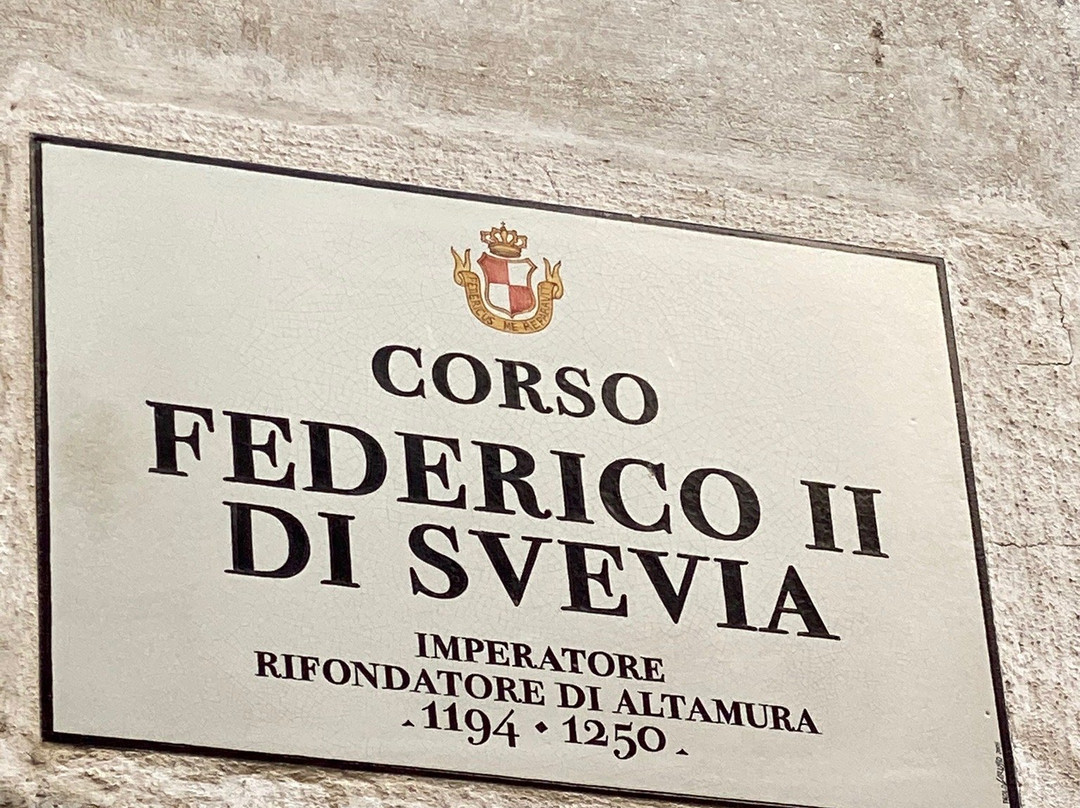 FEDERICUS ME REPARAVIT
CORSO
FEDERICO II
DI SVEVIA
IMPERATORE
RIFONDATORE DI ALTAMURA
1194 • 1250